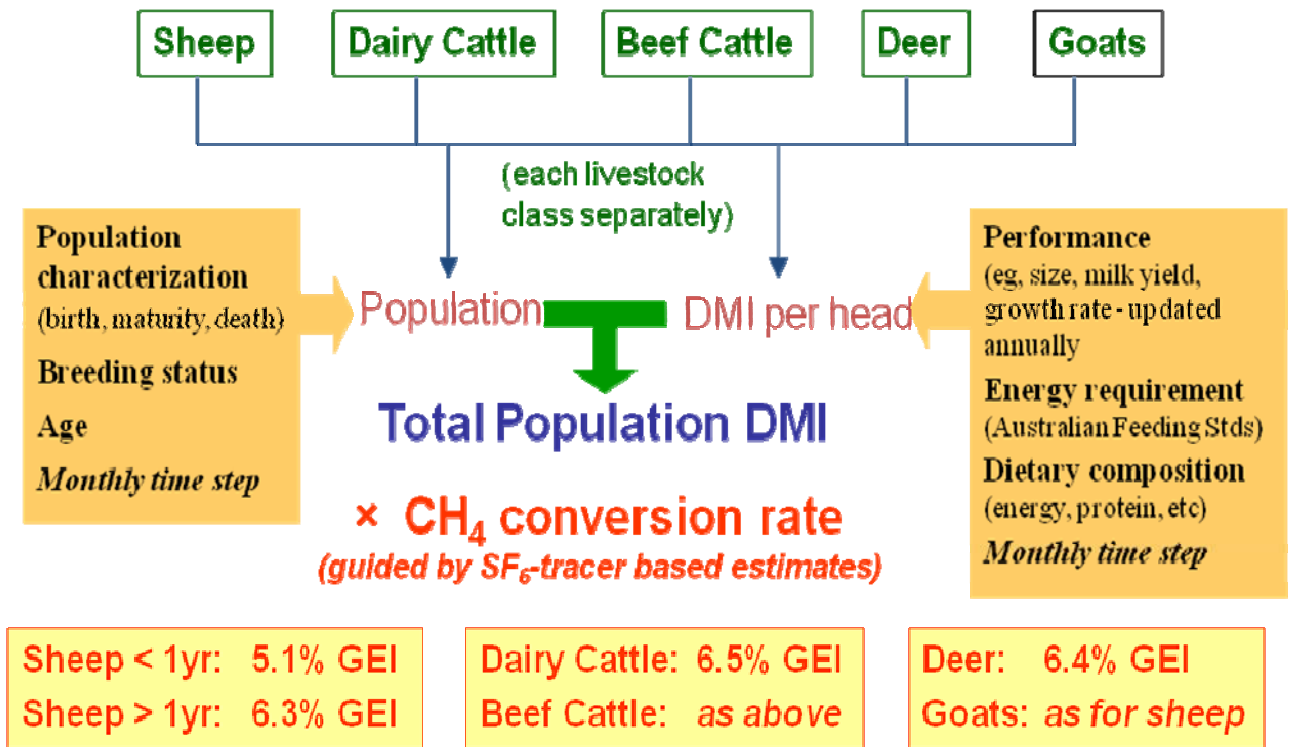 Sheep
Dairy Cattle
Beef Cattle
Deer
Goats
(each livestock
class separately)
Population
characterization
(birth, maturity, death)
Breeding status
Age
Monthly time step
Population
DMI per head
Performance
(eg, size, milk yield,
growth rate - updated
annually
Energy requirement
(Australian Feeding Stds)
Dietary composition
(energy, protein, etc)
Monthly time step
Total Population DMI
× CH₄ conversion rate
(guided by SF₆-tracer based estimates)
Sheep < 1yr: 5.1% GEI
Sheep > 1yr: 6.3% GEI
Dairy Cattle: 6.5% GEI
Beef Cattle: as above
Deer: 6.4% GEI
Goats: as for sheep